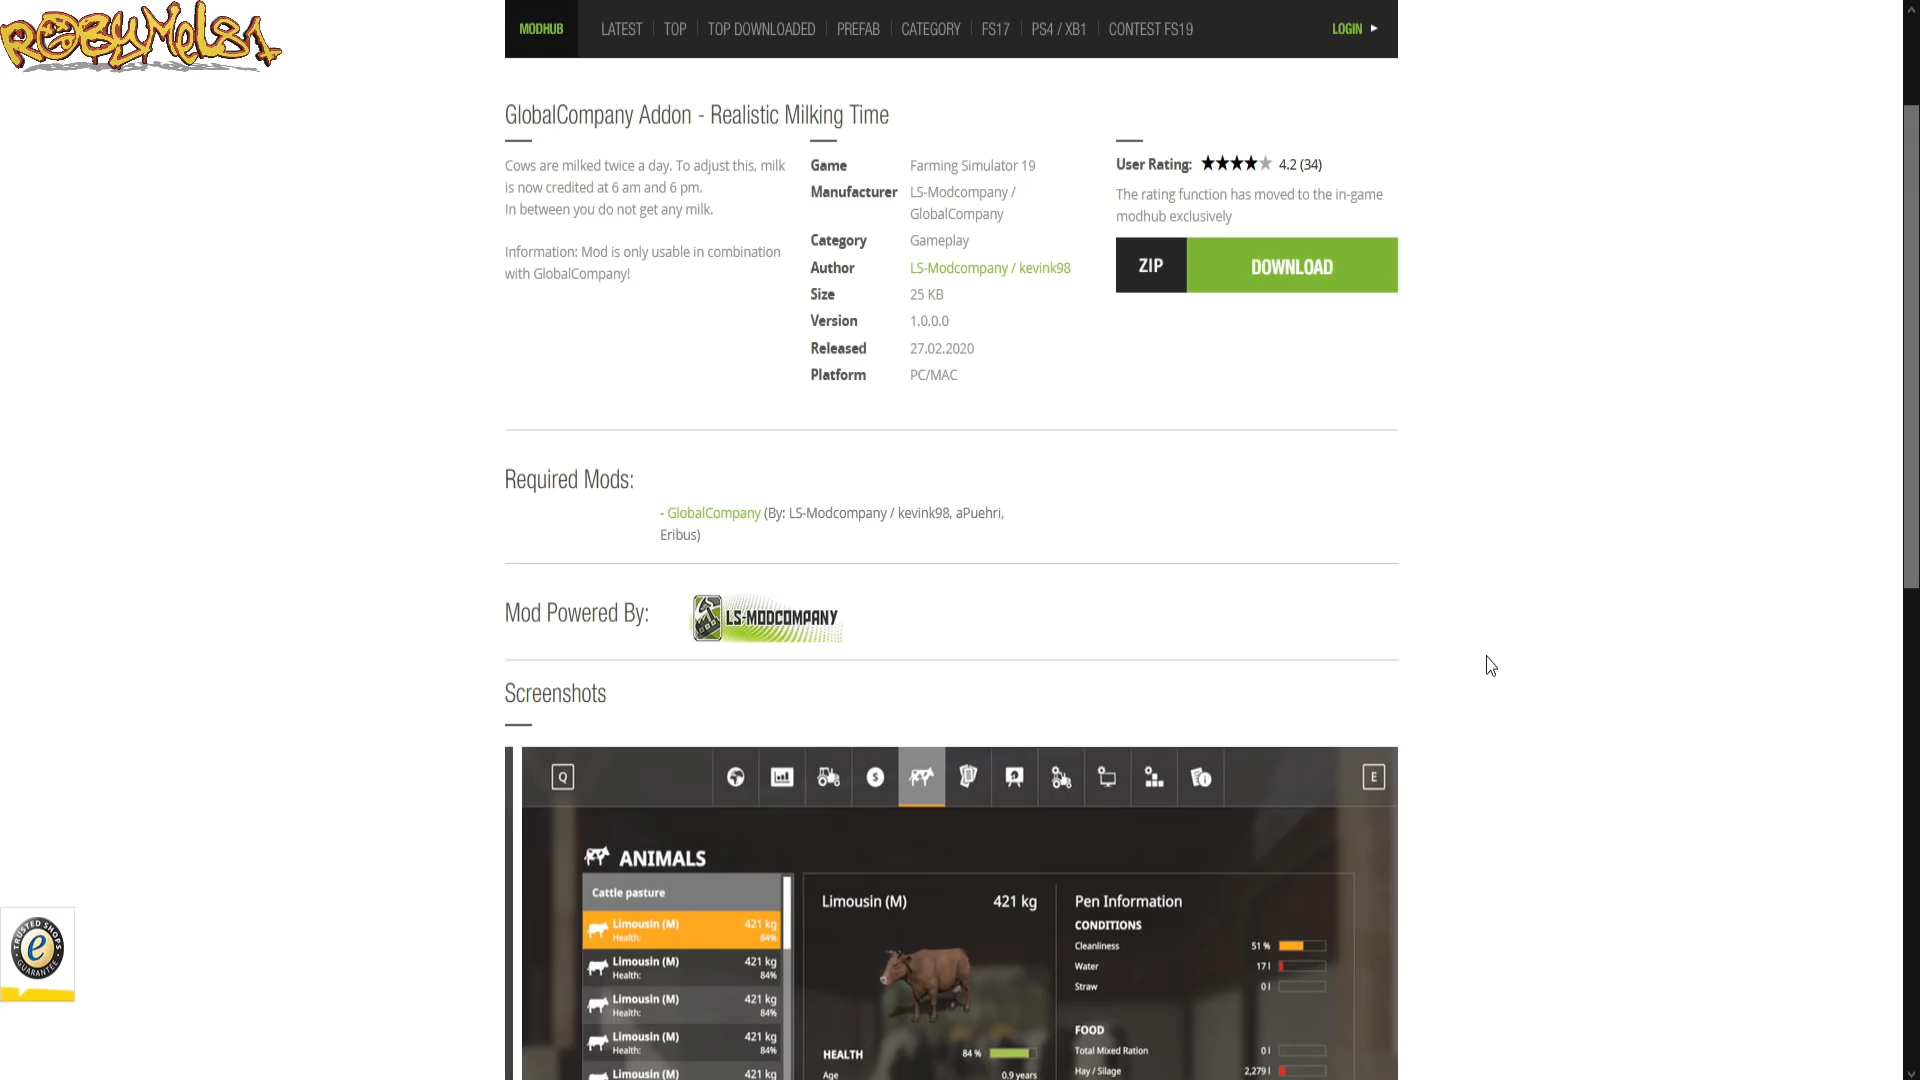 RobyMel81
MODHUB LATEST TOP TOP DOWNLOADED PREFAB CATEGORY FS17 PS4 / XB1 CONTEST FS19 LOGIN
GlobalCompany Addon - Realistic Milking Time
Cows are milked twice a day. To adjust this, milk
is now credited at 6 am and 6 pm.
In between you do not get any milk.
Information: Mod is only usable in combination
with GlobalCompany!
Game Farming Simulator 19
Manufacturer LS-Modcompany /
GlobalCompany
Category Gameplay
Author LS-Modcompany / kevink98
Size 25 KB
Version 1.0.0.0
Released 27.02.2020
Platform PC/MAC
User Rating: 4.2 (34)
The rating function has moved to the in-game
modhub exclusively
ZIP DOWNLOAD
Required Mods:
- GlobalCompany (By: LS-Modcompany / kevink98, aPuehri,
Eribus)
Mod Powered By: LS-MODCOMPANY
Screenshots
Q E
ANIMALS
Cattle pasture
Limousin (M) 421 kg
Health: 84%
Limousin (M) 421 kg
Health: 84%
Limousin (M) 421 kg
Health: 84%
Limousin (M) 421 kg
Health: 84%
Limousin (M) 421 kg
Limousin (M) 421 kg
HEALTH 84 %
Age 0.9 years
Pen Information
CONDITIONS
Cleanliness 51 %
Water 17 l
Straw 0 l
FOOD
Total Mixed Ration 0 l
Hay / Silage 2,279 l
TRUSTED SHOPS
e
GUARANTEE